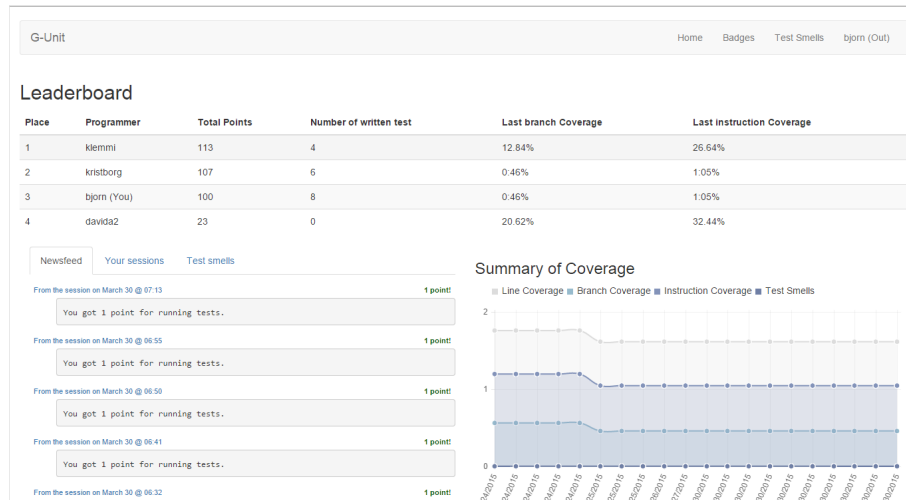 G-Unit Home Badges Test Smells bjorn (Out)
Leaderboard
Place Programmer Total Points Number of written test Last branch Coverage Last instruction Coverage
1 klemmi 113 4 12.84% 26.64%
2 kristborg 107 6 0:46% 1:05%
3 bjorn (You) 100 8 0:46% 1:05%
4 davida2 23 0 20.62% 32.44%
Newsfeed Your sessions Test smells
From the session on March 30 @ 07:13 1 point!
You got 1 point for running tests.
From the session on March 30 @ 06:55 1 point!
You got 1 point for running tests.
From the session on March 30 @ 06:50 1 point!
You got 1 point for running tests.
From the session on March 30 @ 06:41 1 point!
You got 1 point for running tests.
From the session on March 30 @ 06:32 1 point!
Summary of Coverage
Line Coverage Branch Coverage Instruction Coverage Test Smells
2
1
0